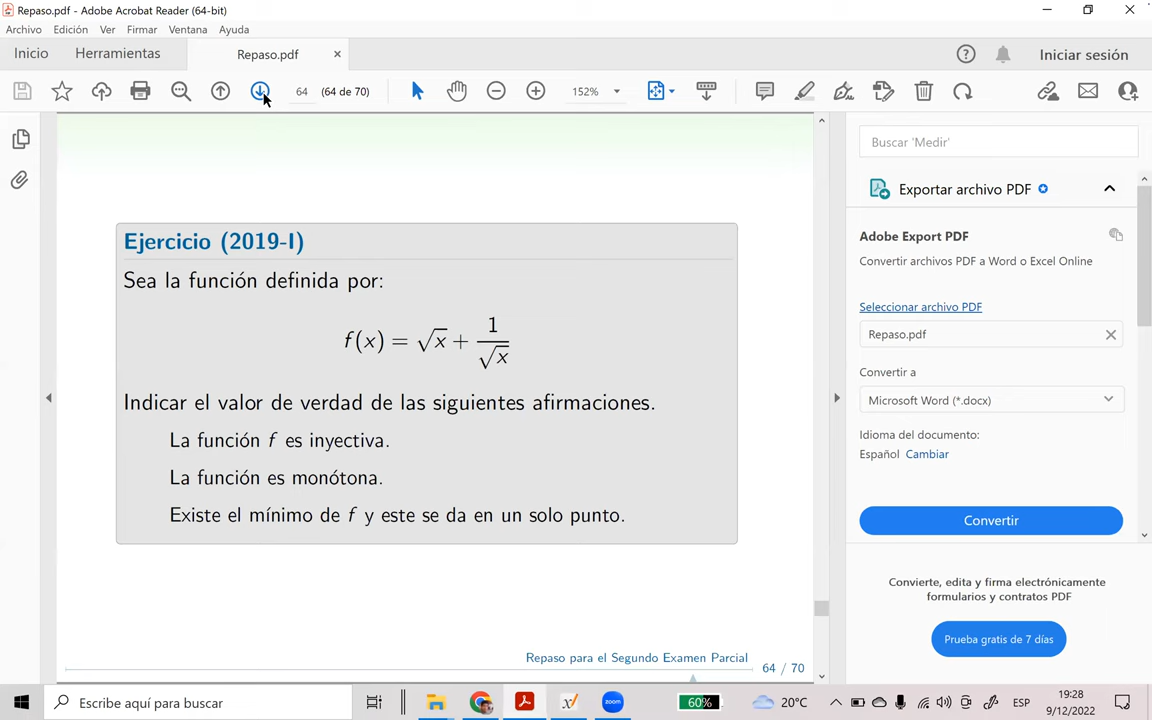 Repaso.pdf - Adobe Acrobat Reader (64-bit)
Archivo Edición Ver Firmar Ventana Ayuda
Inicio Herramientas Repaso.pdf × Iniciar sesión
64 (64 de 70) 152%
Buscar 'Medir'
Exportar archivo PDF
Adobe Export PDF
Convertir archivos PDF a Word o Excel Online
Seleccionar archivo PDF
Repaso.pdf
Convertir a
Microsoft Word (*.docx)
Idioma del documento:
Español Cambiar
Convertir
Convierte, edita y firma electrónicamente
formularios y contratos PDF
Prueba gratis de 7 días
Ejercicio (2019-I)
Sea la función definida por:
f(x) = √x + 1/√x
Indicar el valor de verdad de las siguientes afirmaciones.
La función f es inyectiva.
La función es monótona.
Existe el mínimo de f y este se da en un solo punto.
Repaso para el Segundo Examen Parcial 64 / 70
Escribe aquí para buscar
zoom
60%
20°C
ESP
19:28
9/12/2022